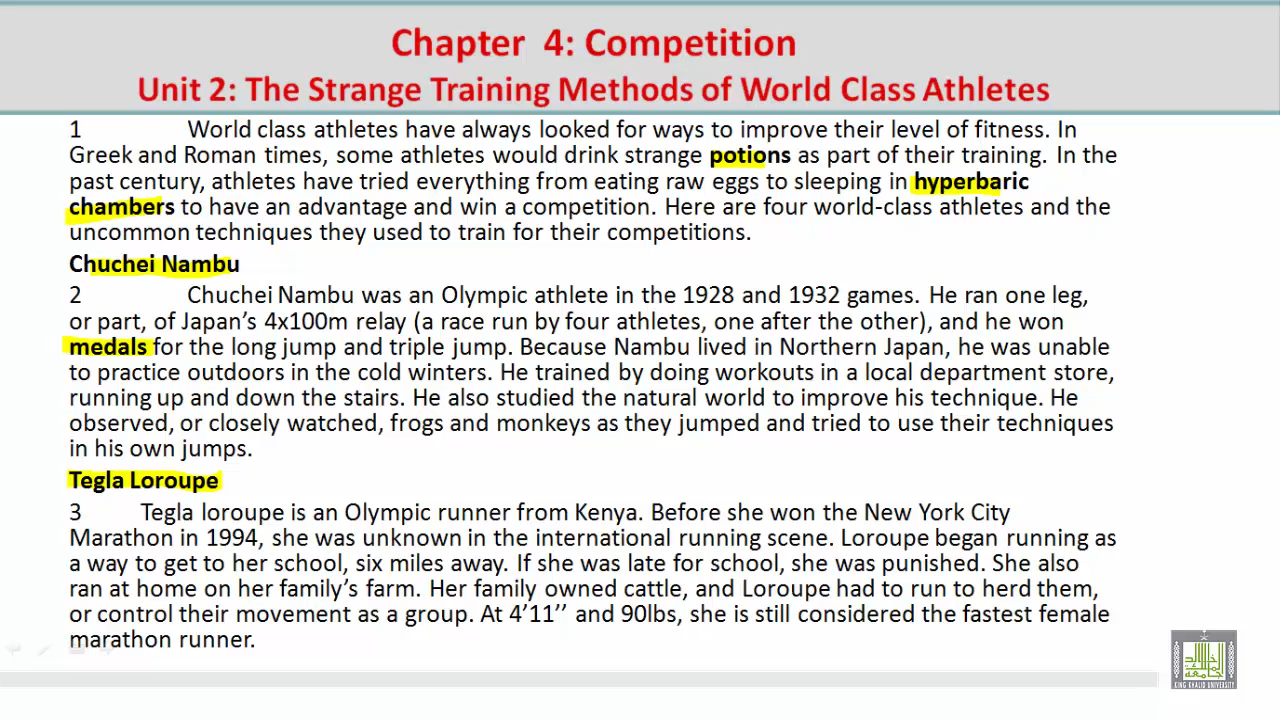 Chapter 4: Competition
Unit 2: The Strange Training Methods of World Class Athletes
1 World class athletes have always looked for ways to improve their level of fitness. In
Greek and Roman times, some athletes would drink strange potions as part of their training. In the
past century, athletes have tried everything from eating raw eggs to sleeping in hyperbaric
chambers to have an advantage and win a competition. Here are four world-class athletes and the
uncommon techniques they used to train for their competitions.
Chuchei Nambu
2 Chuchei Nambu was an Olympic athlete in the 1928 and 1932 games. He ran one leg,
or part, of Japan’s 4x100m relay (a race run by four athletes, one after the other), and he won
medals for the long jump and triple jump. Because Nambu lived in Northern Japan, he was unable
to practice outdoors in the cold winters. He trained by doing workouts in a local department store,
running up and down the stairs. He also studied the natural world to improve his technique. He
observed, or closely watched, frogs and monkeys as they jumped and tried to use their techniques
in his own jumps.
Tegla Loroupe
3 Tegla loroupe is an Olympic runner from Kenya. Before she won the New York City
Marathon in 1994, she was unknown in the international running scene. Loroupe began running as
a way to get to her school, six miles away. If she was late for school, she was punished. She also
ran at home on her family’s farm. Her family owned cattle, and Loroupe had to run to herd them,
or control their movement as a group. At 4’11’’ and 90lbs, she is still considered the fastest female
marathon runner.
KING KHALID UNIVERSITY